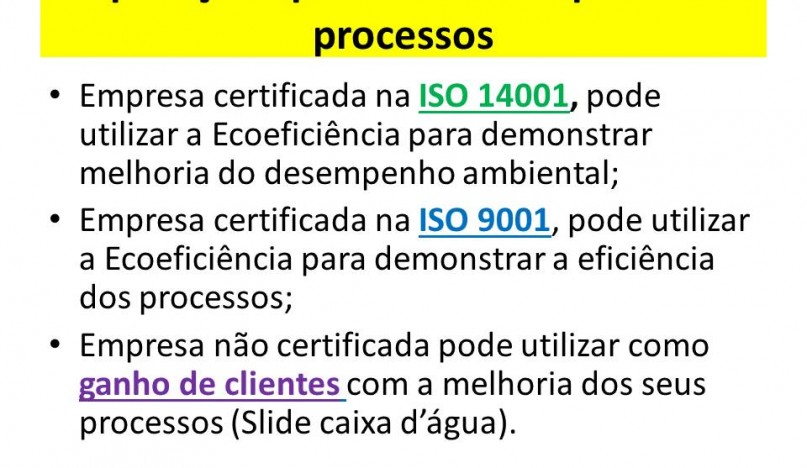 processos
• Empresa certificada na ISO 14001, pode
utilizar a Ecoeficiência para demonstrar
melhoria do desempenho ambiental;
• Empresa certificada na ISO 9001, pode utilizar
a Ecoeficiência para demonstrar a eficiência
dos processos;
• Empresa não certificada pode utilizar como
ganho de clientes com a melhoria dos seus
processos (Slide caixa d’água).